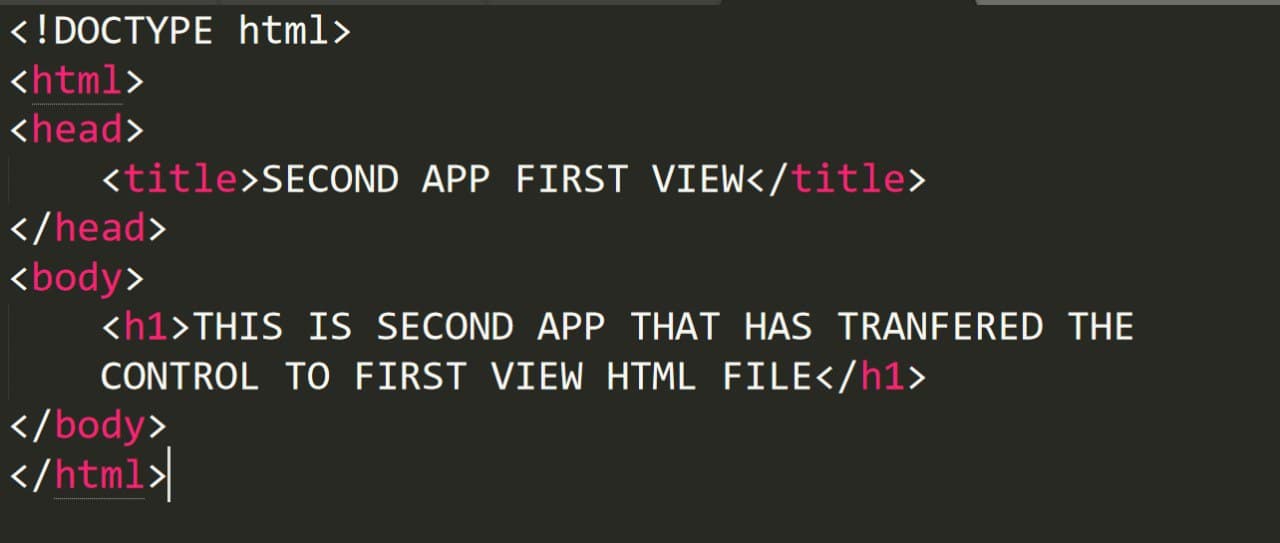 <!DOCTYPE html>
<html>
<head>
<title>SECOND APP FIRST VIEW</title>
</head>
<body>
<h1>THIS IS SECOND APP THAT HAS TRANFERED THE
CONTROL TO FIRST VIEW HTML FILE</h1>
</body>
</html>